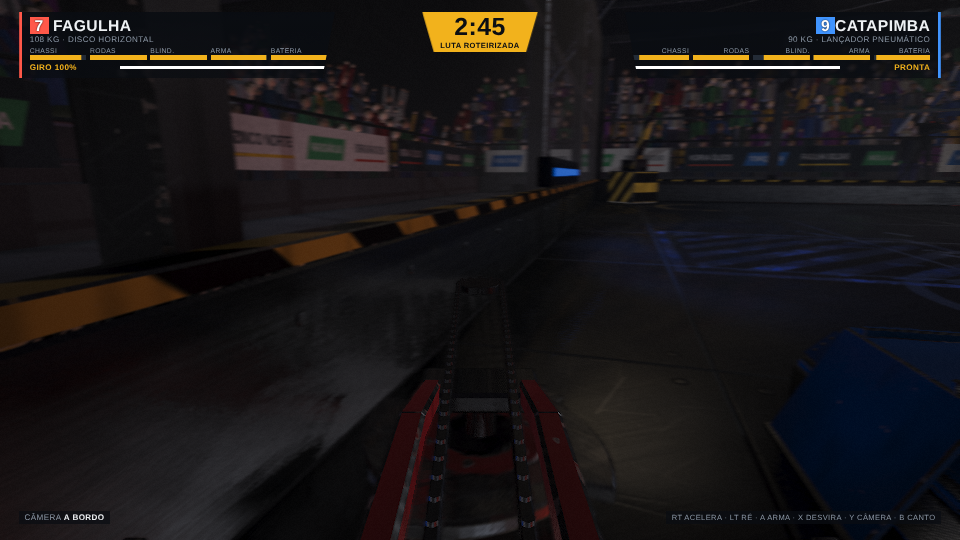 7 FAGULHA
108 KG · DISCO HORIZONTAL
CHASSI RODAS BLIND. ARMA BATERIA
GIRO 100%
2:45
LUTA ROTEIRIZADA
9 CATAPIMBA
90 KG · LANÇADOR PNEUMÁTICO
CHASSI RODAS BLIND. ARMA BATERIA
PRONTA
CÂMERA A BORDO
RT ACELERA · LT RÉ · A ARMA · X DESVIRA · Y CÂMERA · B CANTO